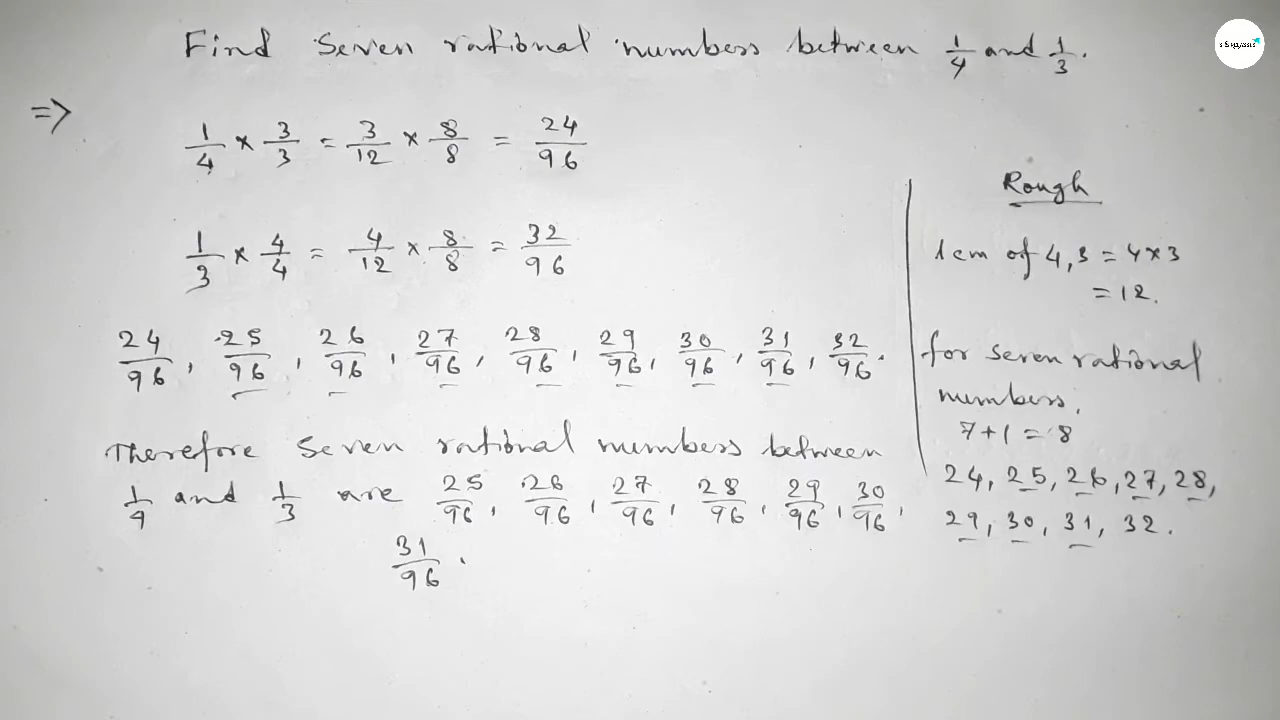 Find seven rational numbers between 1/4 and 1/3.
=>
1/4 × 3/3 = 3/12 × 8/8 = 24/96
1/3 × 4/4 = 4/12 × 8/8 = 32/96
24/96, 25/96, 26/96, 27/96, 28/96, 29/96, 30/96, 31/96, 32/96.
Therefore seven rational numbers between
1/4 and 1/3 are 25/96, 26/96, 27/96, 28/96, 29/96, 30/96,
31/96.
Rough
lcm of 4,3 = 4×3
= 12.
for seven rational
numbers,
7+1 = 8
24, 25, 26, 27, 28,
29, 30, 31, 32.